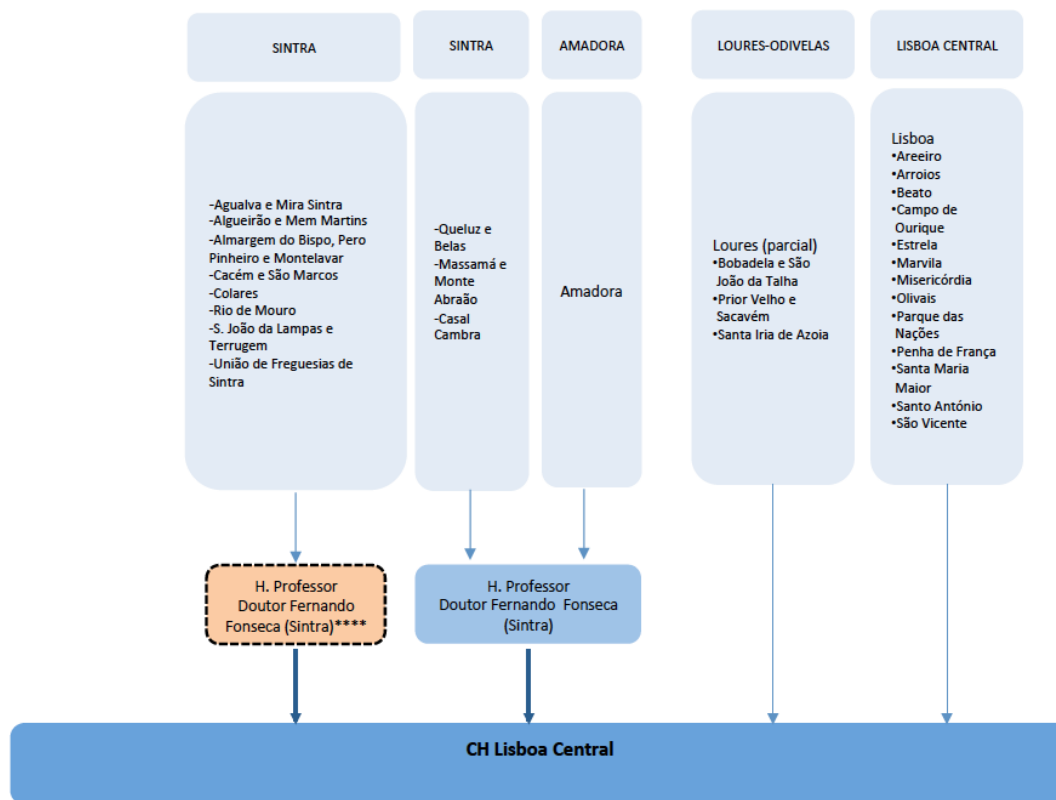 SINTRA
SINTRA
AMADORA
LOURES-ODIVELAS
LISBOA CENTRAL
-Agualva e Mira Sintra
-Algueirão e Mem Martins
-Almargem do Bispo, Pero
Pinheiro e Montelavar
-Cacém e São Marcos
-Colares
-Rio de Mouro
-S. João da Lampas e
Terrugem
-União de Freguesias de
Sintra
-Queluz e
Belas
-Massamá e
Monte
Abraão
-Casal
Cambra
Amadora
Loures (parcial)
•Bobadela e São
João da Talha
•Prior Velho e
Sacavém
•Santa Iria de Azoia
Lisboa
•Areeiro
•Arroios
•Beato
•Campo de
Ourique
•Estrela
•Marvila
•Misericórdia
•Olivais
•Parque das
Nações
•Penha de França
•Santa Maria
Maior
•Santo António
•São Vicente
H. Professor
Doutor Fernando
Fonseca (Sintra)****
H. Professor
Doutor Fernando Fonseca
(Sintra)
CH Lisboa Central